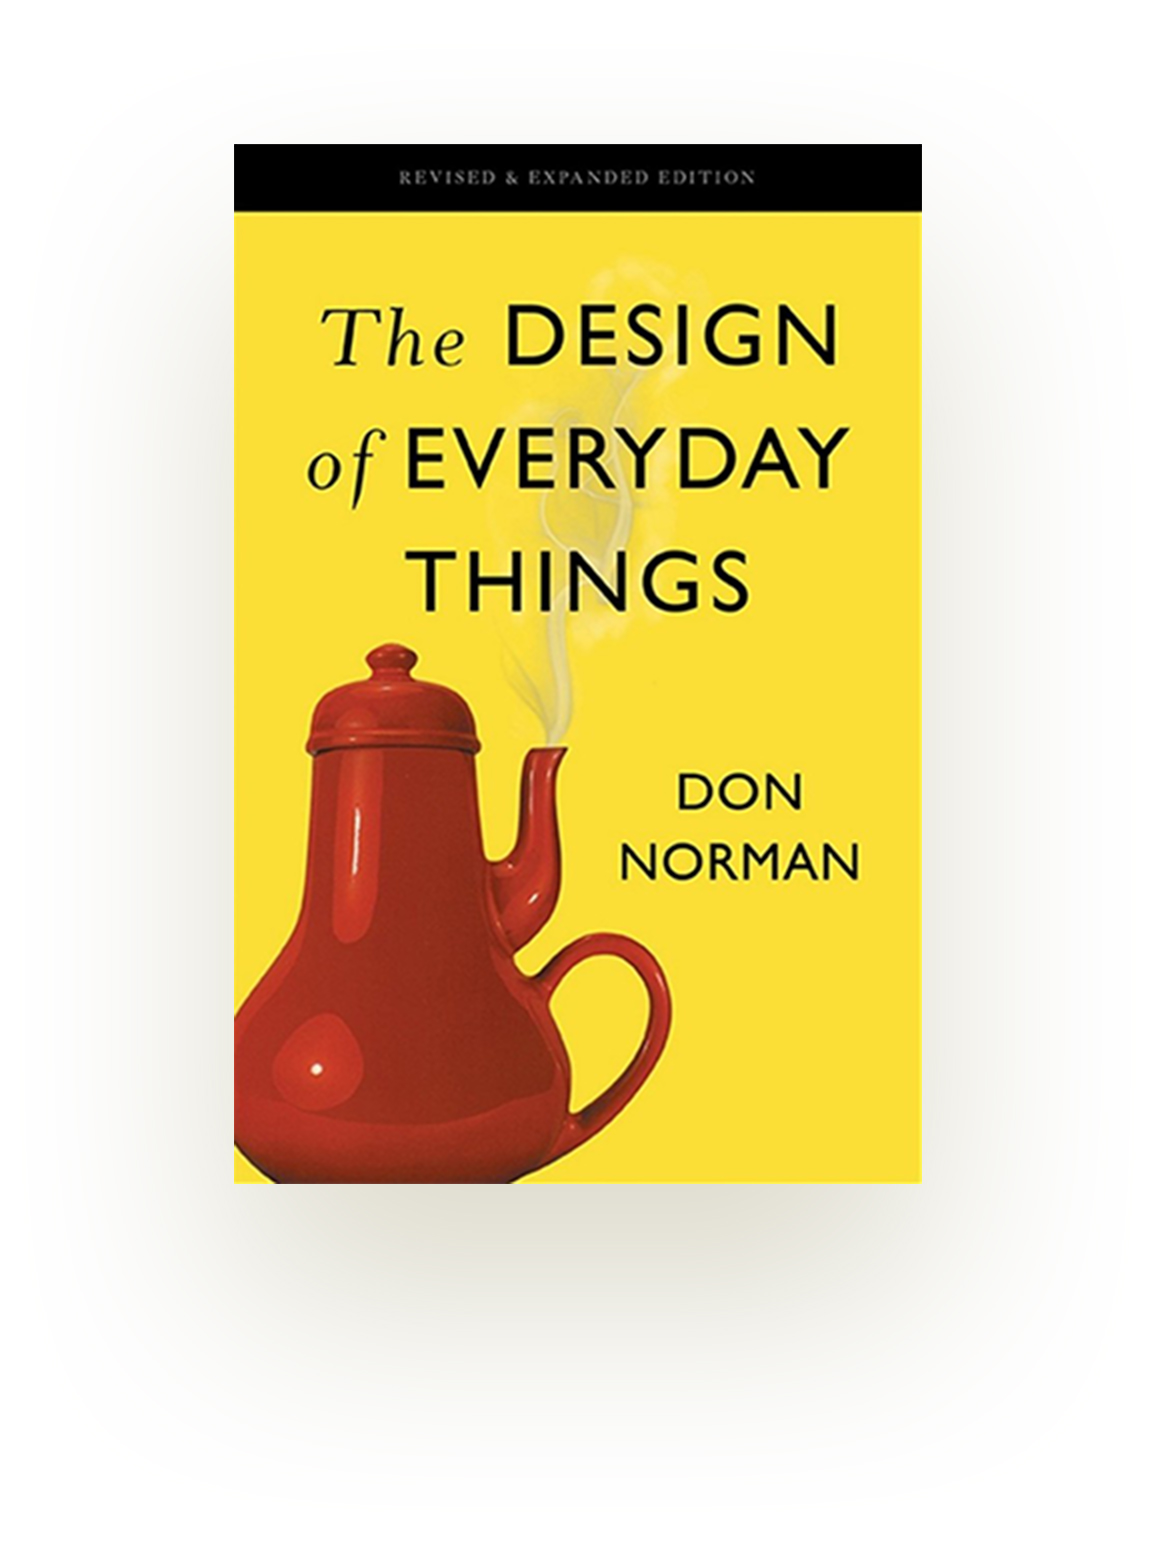 REVISED & EXPANDED EDITION
The DESIGN
of EVERYDAY
THINGS
DON
NORMAN